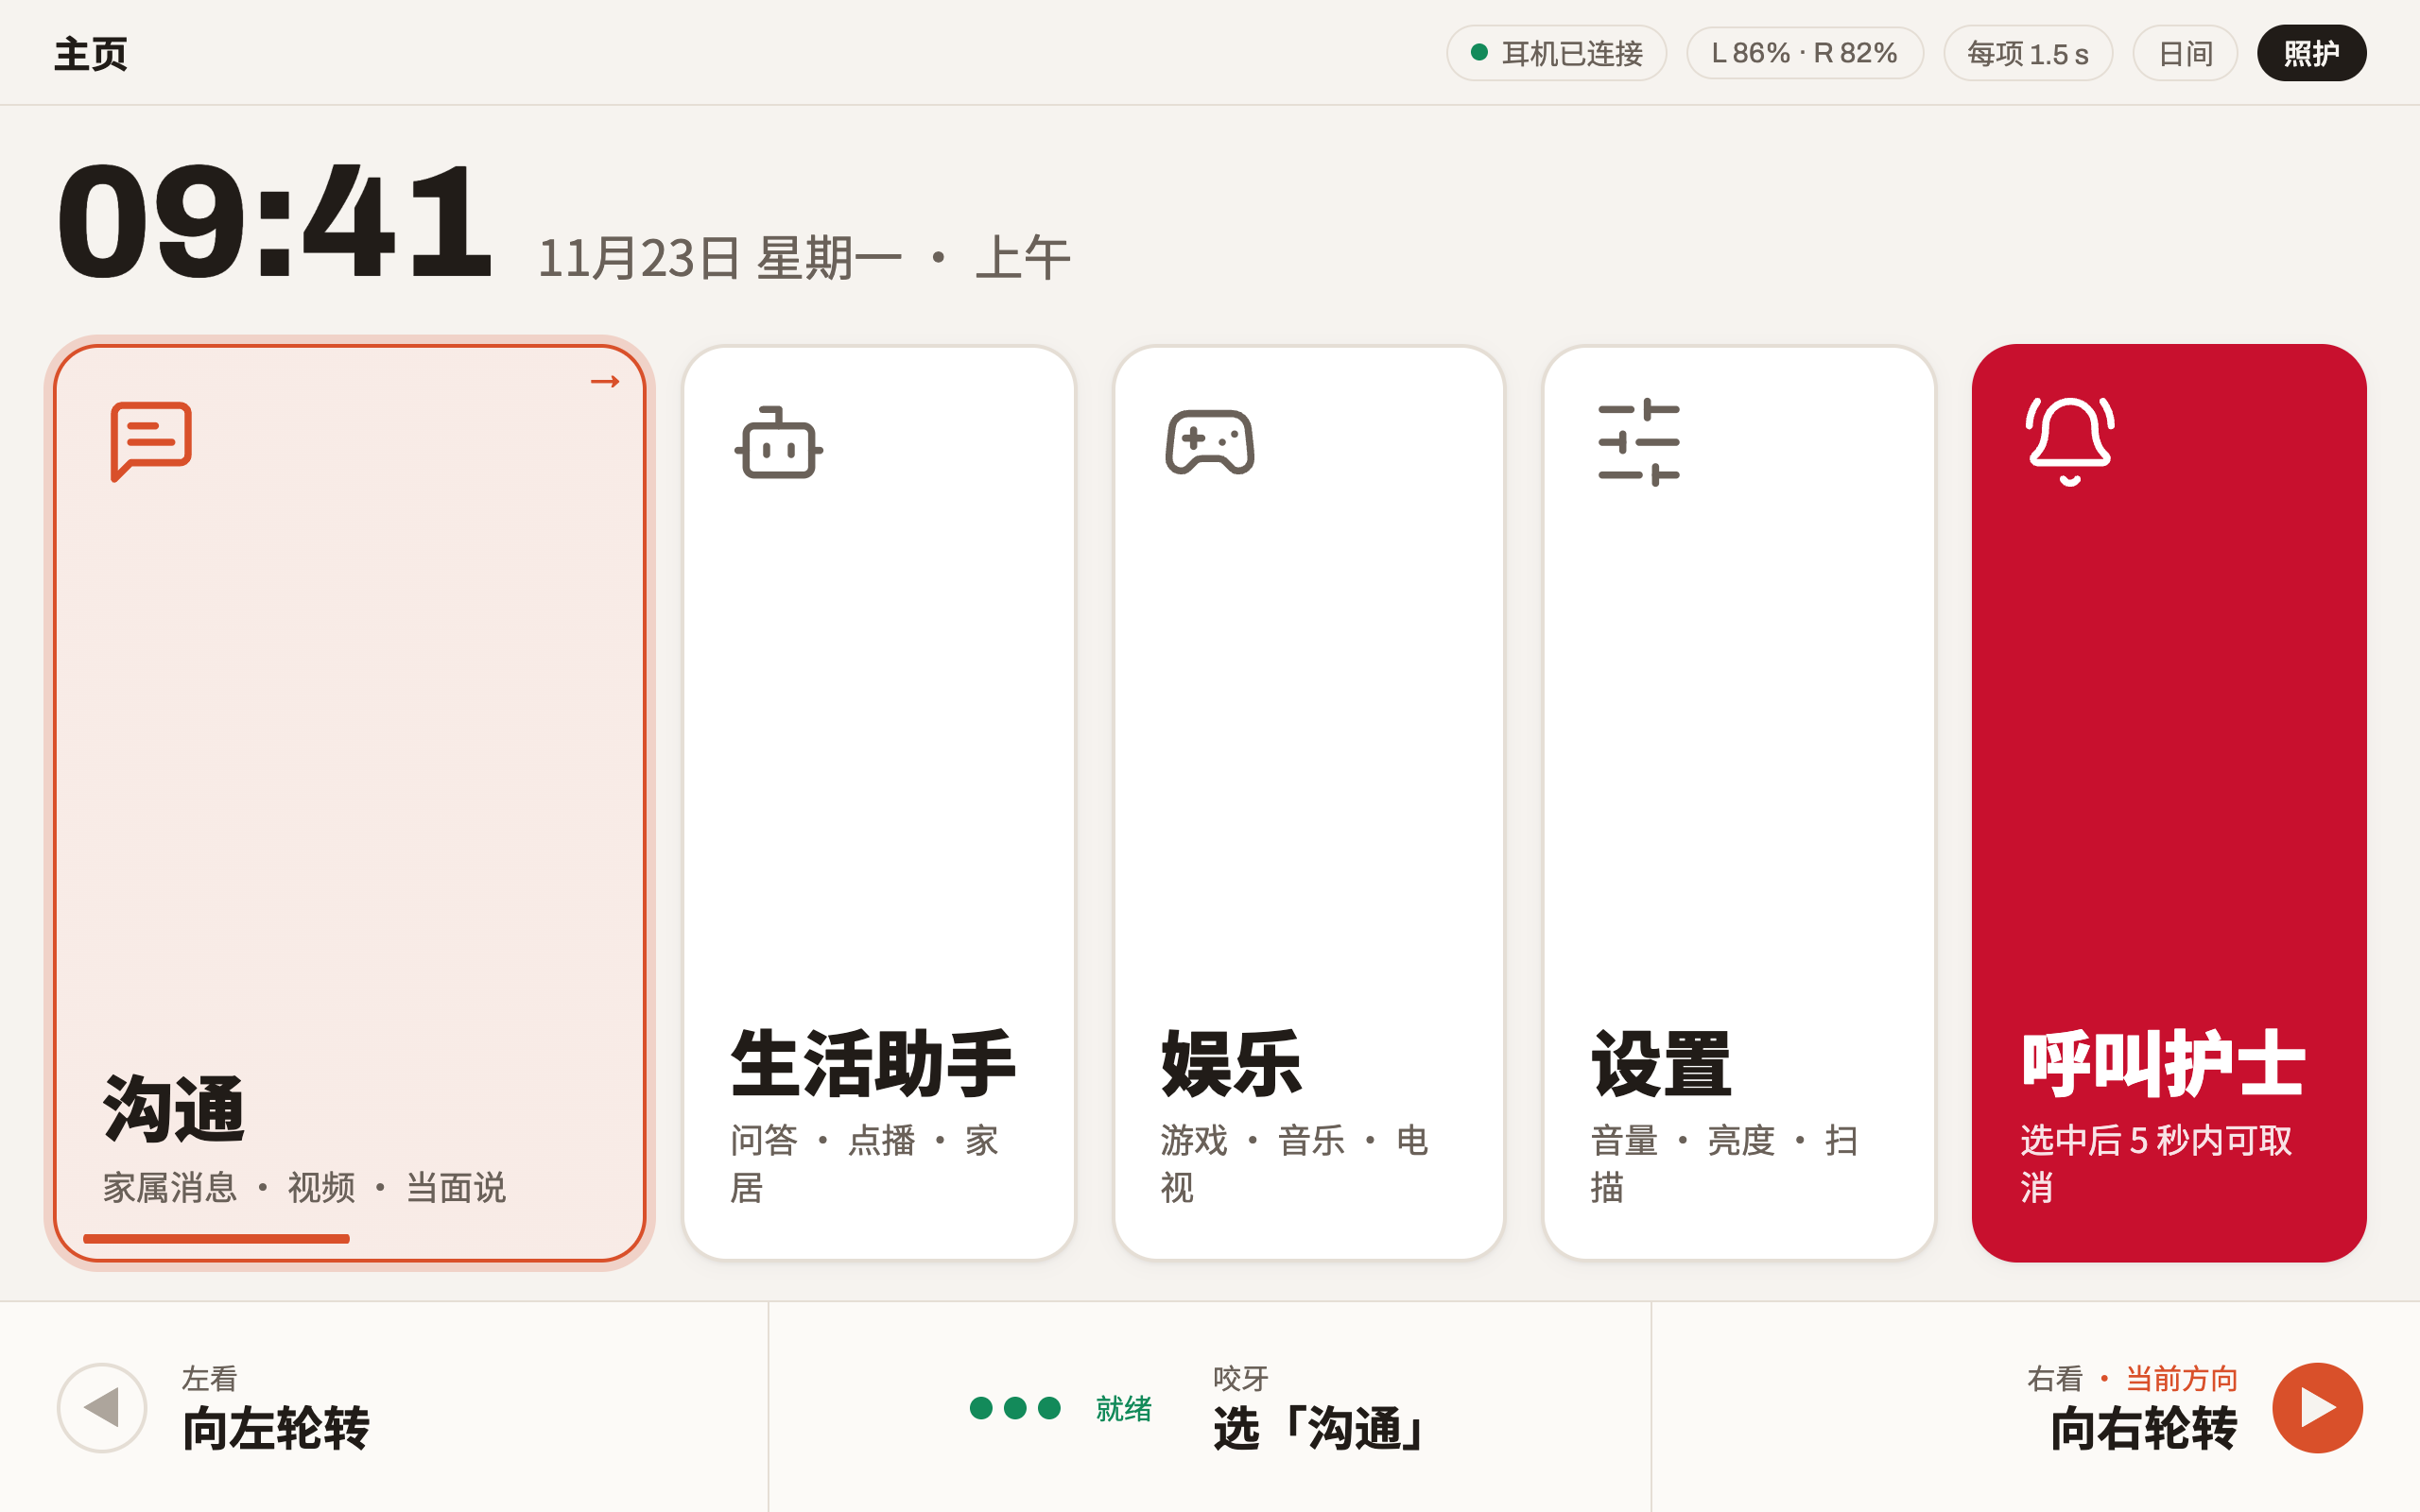 主页
耳机已连接
L 86% · R 82%
每项 1.5 s
日间
照护
09:41
11月23日 星期一 · 上午
→
沟通
家属消息 · 视频 · 当面说
生活助手
问答 · 点播 · 家
居
娱乐
游戏 · 音乐 · 电
视
设置
音量 · 亮度 · 扫
描
呼叫护士
选中后 5 秒内可取
消
左看
向左轮转
就绪
咬牙
选「沟通」
右看 · 当前方向
向右轮转